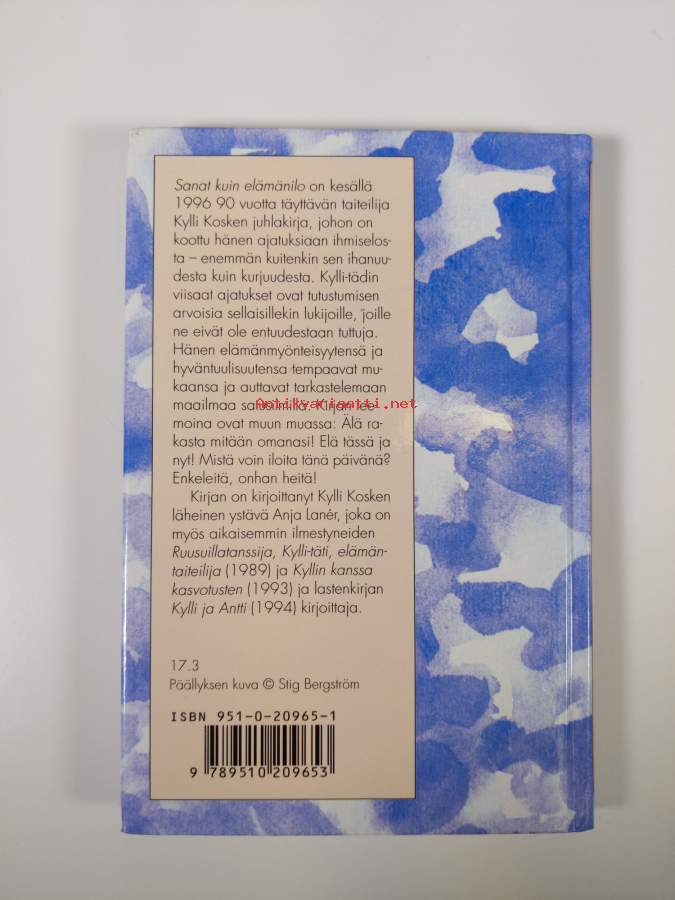 Sanat kuin elämänilo on kesällä
1996 90 vuotta täyttävän taiteilija
Kylli Kosken juhlakirja, johon on
koottu hänen ajatuksiaan ihmiselos-
ta – enemmän kuitenkin sen ihanuu-
desta kuin kurjuudesta. Kylli-tädin
viisaat ajatukset ovat tutustumisen
arvoisia sellaisillekin lukijoille, joille
ne eivät ole entuudestaan tuttuja.
Hänen elämänmyönteisyytensä ja
hyväntuulisuutensa tempaavat mu-
kaansa ja auttavat tarkastelemaan
Antikvariaatti.net
maailmaa Kirjan tee-
moina ovat muun muassa: Älä ra-
kasta mitään omanasi! Elä tässä ja
nyt! Mistä voin iloita tänä päivänä?
Enkeleitä, onhan heitä!
Kirjan on kirjoittanyt Kylli Kosken
läheinen ystävä Anja Lanér, joka on
myös aikaisemmin ilmestyneiden
Ruusuillatanssija, Kylli-täti, elämän-
taiteilija (1989) ja Kyllin kanssa
kasvotusten (1993) ja lastenkirjan
Kylli ja Antti (1994) kirjoittaja.
17.3
Päällyksen kuva © Stig Bergström
ISBN 951-0-20965-1
9 789510 209653